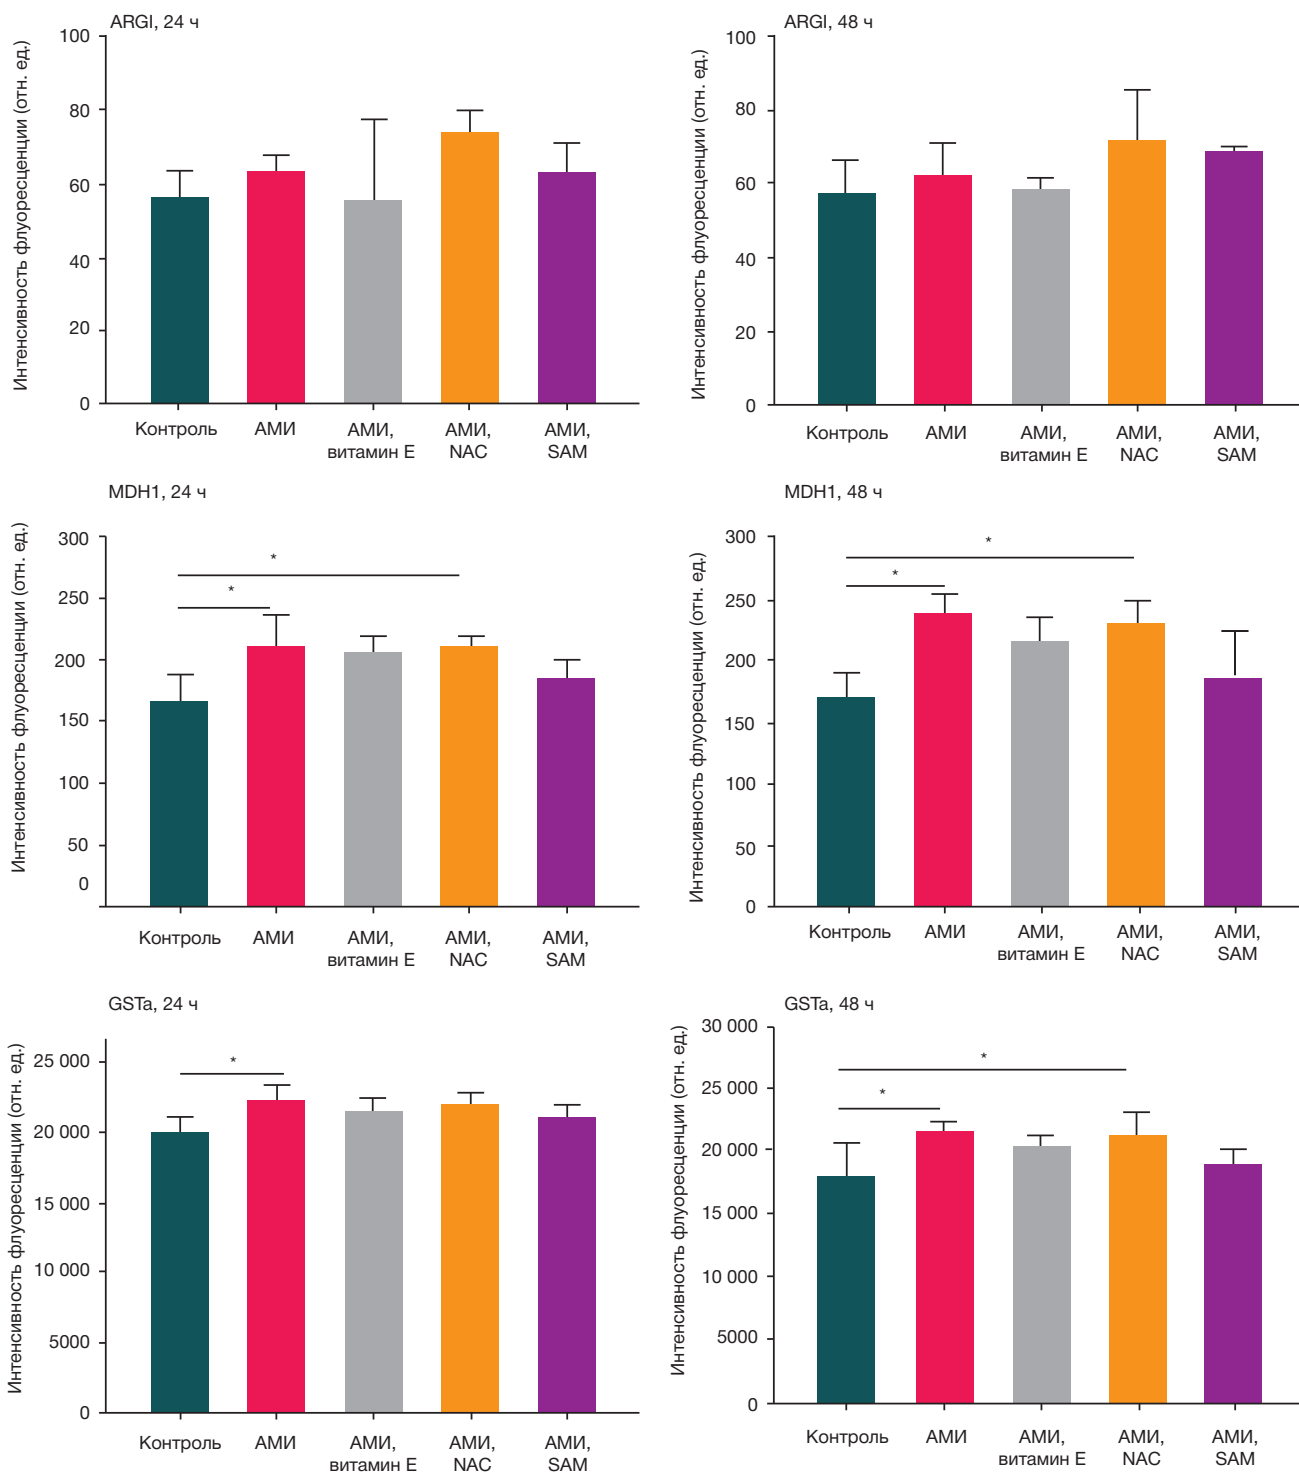 ARGI, 24 ч
Интенсивность флуоресценции (отн. ед.)
100
80
60
40
20
0
Контроль
АМИ
АМИ,
витамин Е
АМИ,
NAC
АМИ,
SAM
ARGI, 48 ч
Интенсивность флуоресценции (отн. ед.)
100
80
60
40
20
0
Контроль
АМИ
АМИ,
витамин Е
АМИ,
NAC
АМИ,
SAM
MDH1, 24 ч
Интенсивность флуоресценции (отн. ед.)
300
250
200
150
100
50
0
*
*
Контроль
АМИ
АМИ,
витамин Е
АМИ,
NAC
АМИ,
SAM
MDH1, 48 ч
Интенсивность флуоресценции (отн. ед.)
300
250
200
150
100
50
0
*
*
Контроль
АМИ
АМИ,
витамин Е
АМИ,
NAC
АМИ,
SAM
GSTa, 24 ч
Интенсивность флуоресценции (отн. ед.)
25 000
20 000
15 000
10 000
5000
0
*
Контроль
АМИ
АМИ,
витамин Е
АМИ,
NAC
АМИ,
SAM
GSTa, 48 ч
Интенсивность флуоресценции (отн. ед.)
30 000
25 000
20 000
15 000
10 000
5000
0
*
*
Контроль
АМИ
АМИ,
витамин Е
АМИ,
NAC
АМИ,
SAM